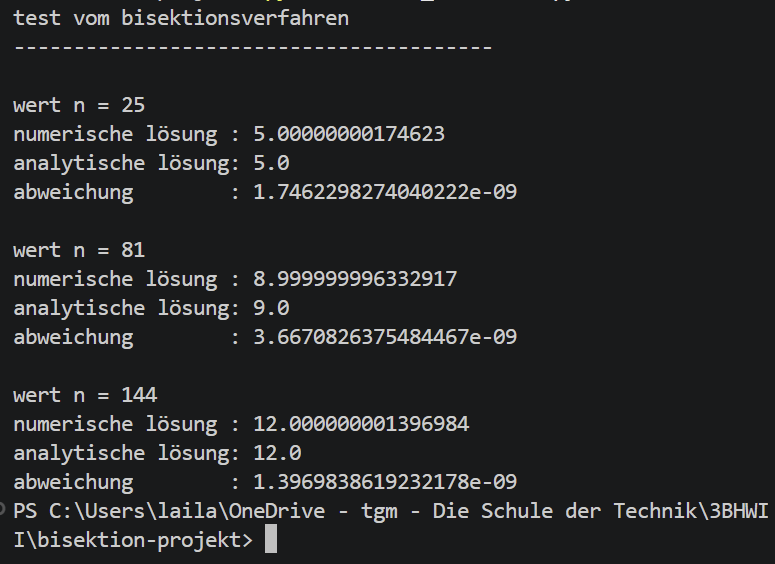 test vom bisektionsverfahren
----------------------------------------
wert n = 25
numerische lösung : 5.00000000174623
analytische lösung: 5.0
abweichung        : 1.7462298274040222e-09
wert n = 81
numerische lösung : 8.999999996332917
analytische lösung: 9.0
abweichung        : 3.6670826375484467e-09
wert n = 144
numerische lösung : 12.000000001396984
analytische lösung: 12.0
abweichung        : 1.3969838619232178e-09
PS C:\Users\laila\OneDrive - tgm - Die Schule der Technik\3BHWI
I\bisektion-projekt>